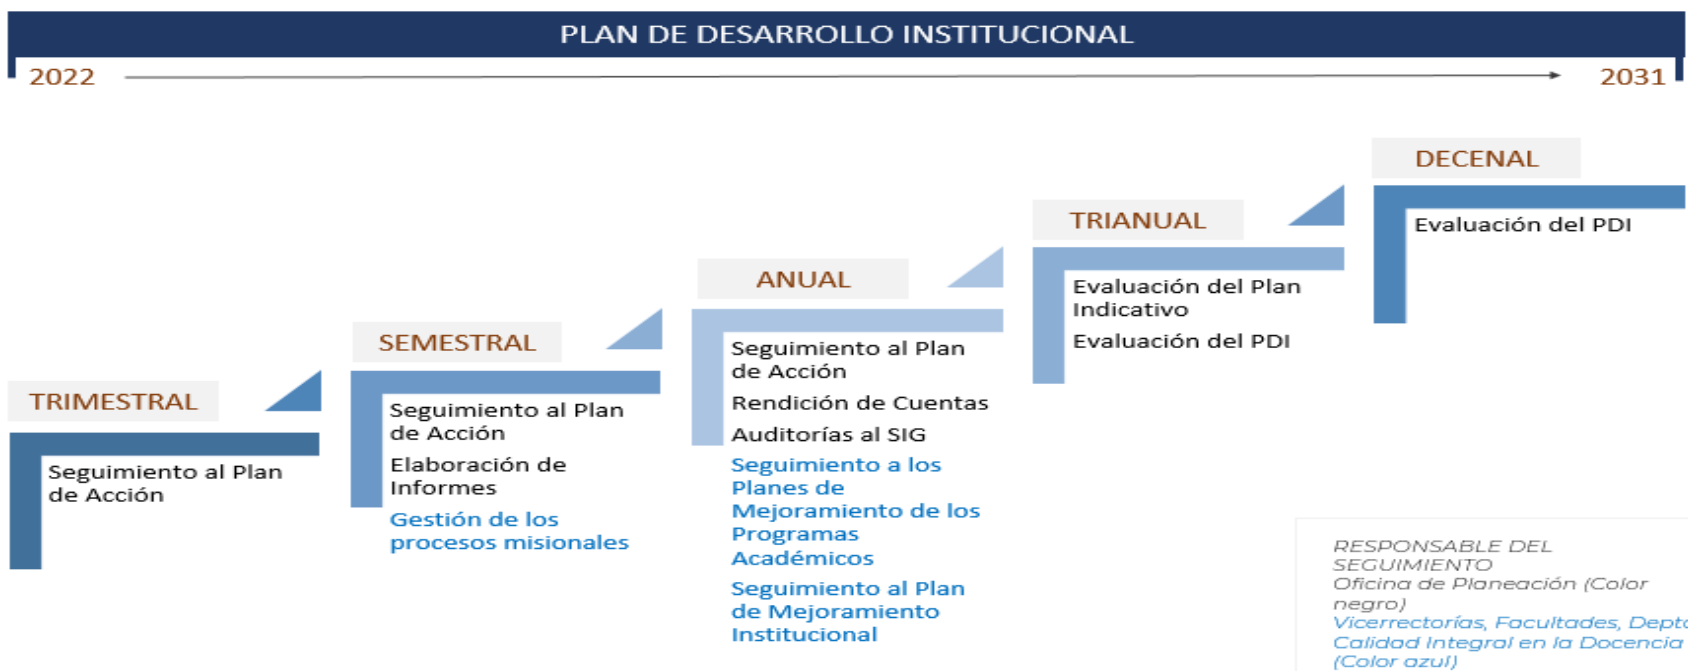 PLAN DE DESARROLLO INSTITUCIONAL
2022
2031
TRIMESTRAL
Seguimiento al Plan
de Acción
SEMESTRAL
Seguimiento al Plan
de Acción
Elaboración de
Informes
Gestión de los
procesos misionales
ANUAL
Seguimiento al Plan
de Acción
Rendición de Cuentas
Auditorías al SIG
Seguimiento a los
Planes de
Mejoramiento de los
Programas
Académicos
Seguimiento al Plan
de Mejoramiento
Institucional
TRIANUAL
Evaluación del Plan
Indicativo
Evaluación del PDI
DECENAL
Evaluación del PDI
RESPONSABLE DEL
SEGUIMIENTO
Oficina de Planeación (Color
negro)
Vicerrectorías, Facultades, Depto
Calidad Integral en la Docencia
(Color azul)